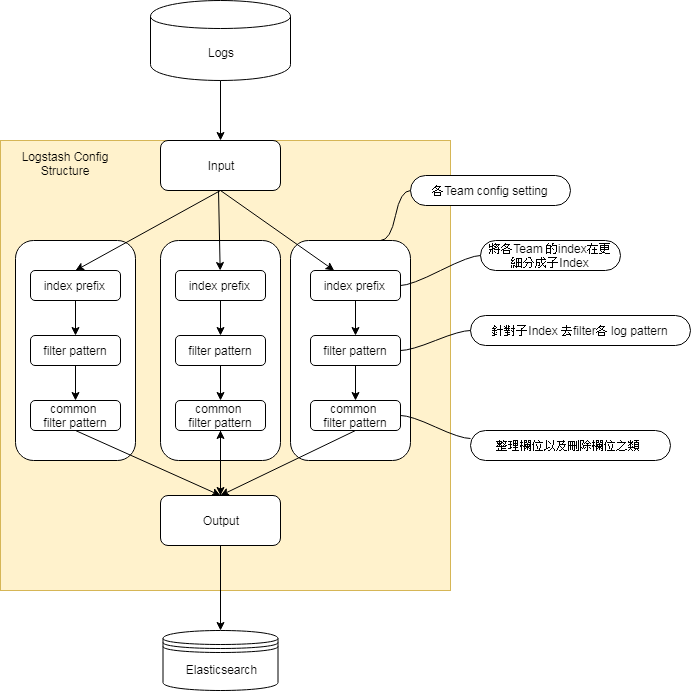 Logs
Logstash Config
Structure
Input
各Team config setting
將各Team 的index在更
細分成子Index
index prefix
index prefix
index prefix
針對子Index 去filter各 log pattern
filter pattern
filter pattern
filter pattern
common
filter pattern
common
filter pattern
common
filter pattern
整理欄位以及刪除欄位之類
Output
Elasticsearch